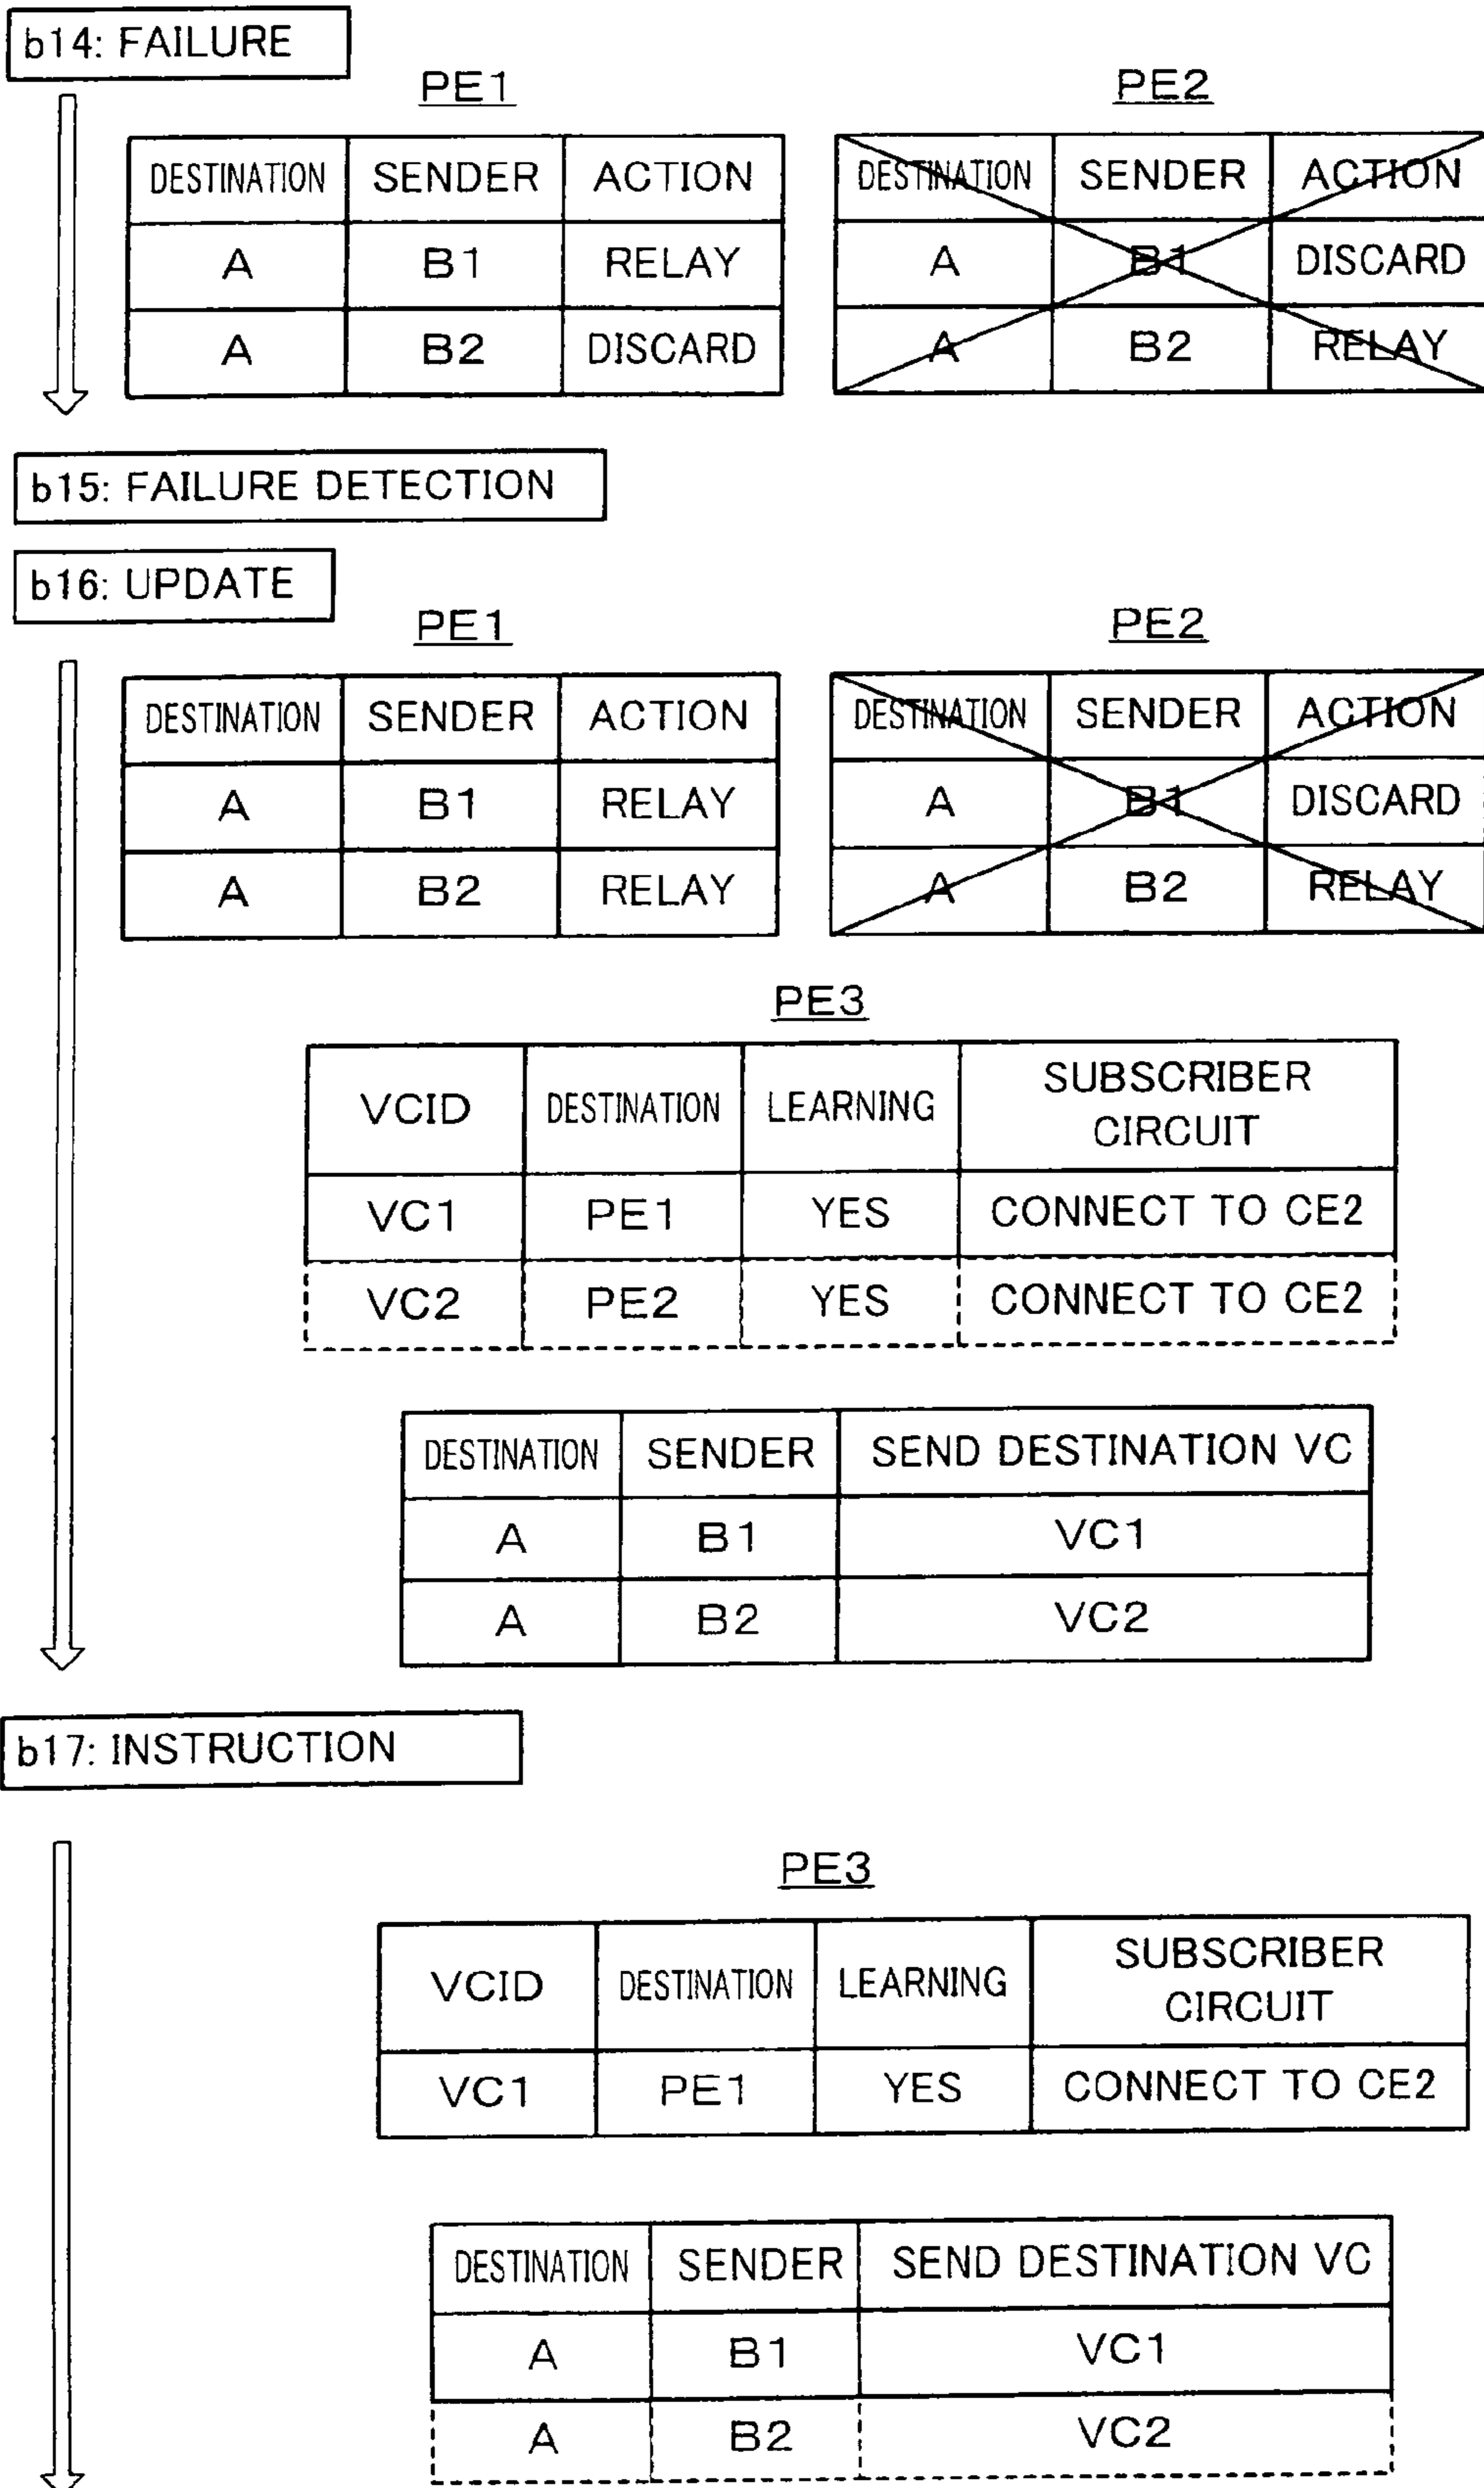 b14: FAILURE
PE1
PE2
DESTINATION SENDER ACTION
A B1 RELAY
A B2 DISCARD
DESTINATION SENDER ACTION
A B1 DISCARD
A B2 RELAY
b15: FAILURE DETECTION
b16: UPDATE
PE1
PE2
DESTINATION SENDER ACTION
A B1 RELAY
A B2 RELAY
DESTINATION SENDER ACTION
A B1 DISCARD
A B2 RELAY
PE3
VCID DESTINATION LEARNING SUBSCRIBER CIRCUIT
VC1 PE1 YES CONNECT TO CE2
VC2 PE2 YES CONNECT TO CE2
DESTINATION SENDER SEND DESTINATION VC
A B1 VC1
A B2 VC2
b17: INSTRUCTION
PE3
VCID DESTINATION LEARNING SUBSCRIBER CIRCUIT
VC1 PE1 YES CONNECT TO CE2
DESTINATION SENDER SEND DESTINATION VC
A B1 VC1
A B2 VC2